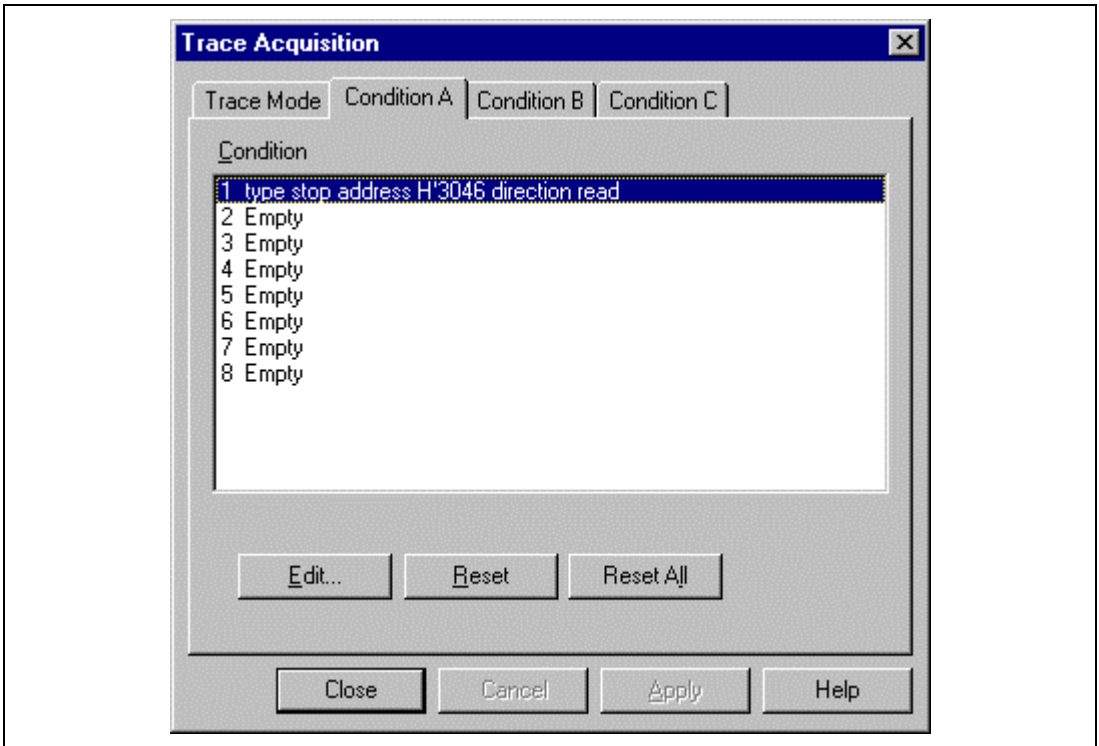 Trace Acquisition
Trace Mode Condition A Condition B Condition C
Condition
1 type stop address H'3046 direction read
2 Empty
3 Empty
4 Empty
5 Empty
6 Empty
7 Empty
8 Empty
Edit... Reset Reset All
Close Cancel Apply Help